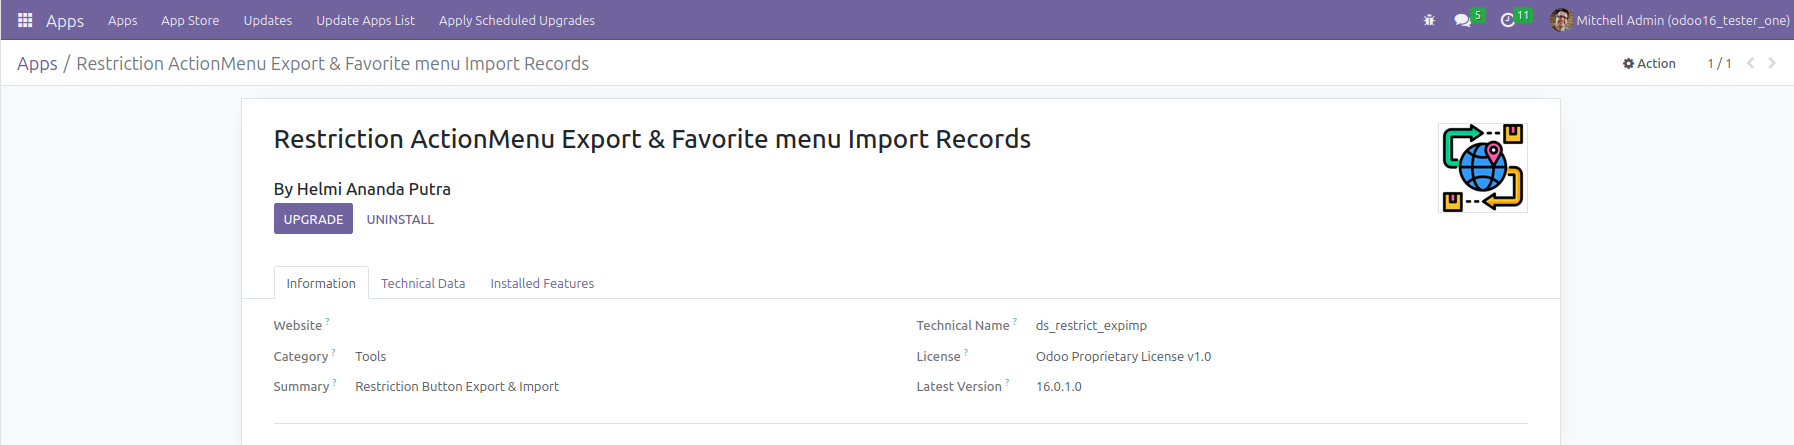 Apps Apps App Store Updates Update Apps List Apply Scheduled Upgrades 5 11 Mitchell Admin (odoo16_tester_one)
Apps / Restriction ActionMenu Export & Favorite menu Import Records Action 1 / 1
Restriction ActionMenu Export & Favorite menu Import Records
By Helmi Ananda Putra
UPGRADE UNINSTALL
Information Technical Data Installed Features
Website ? Technical Name ? ds_restrict_expimp
Category ? Tools License ? Odoo Proprietary License v1.0
Summary ? Restriction Button Export & Import Latest Version ? 16.0.1.0